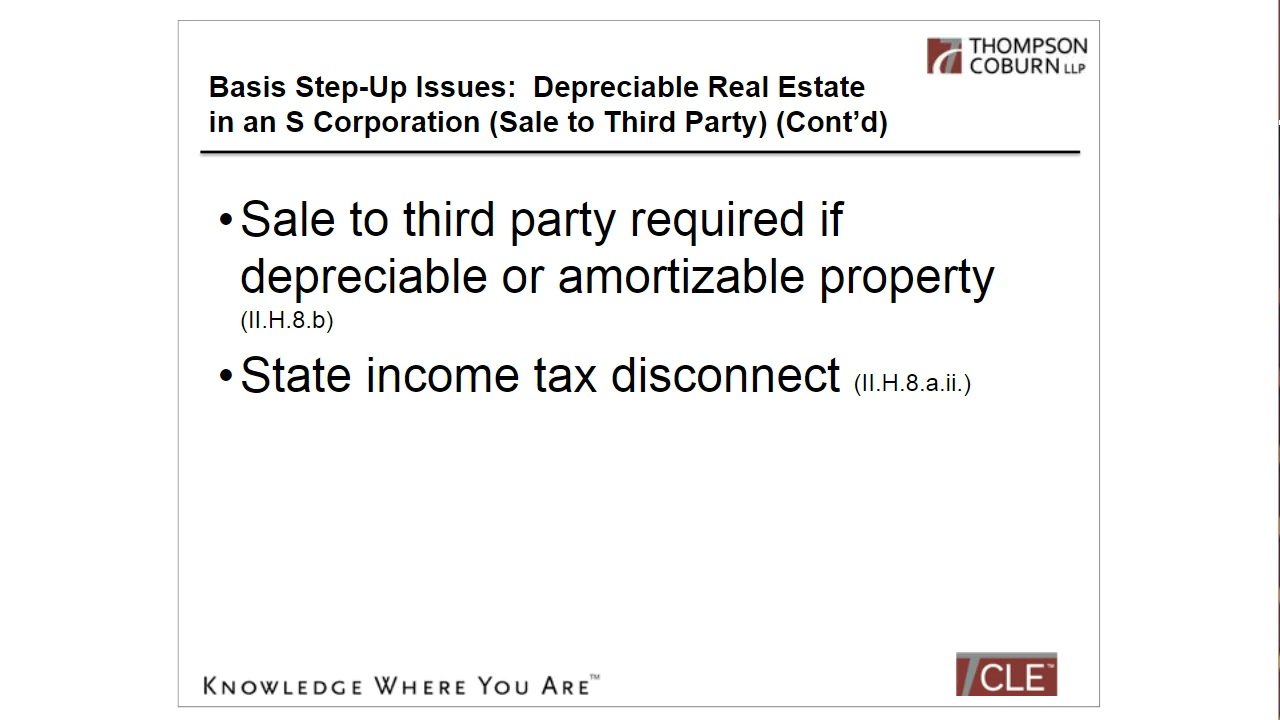 THOMPSON
COBURN LLP
Basis Step-Up Issues:  Depreciable Real Estate
in an S Corporation (Sale to Third Party) (Cont’d)
• Sale to third party required if
depreciable or amortizable property
(II.H.8.b)
• State income tax disconnect (II.H.8.a.ii.)
KNOWLEDGE WHERE YOU ARE™
TCLE™